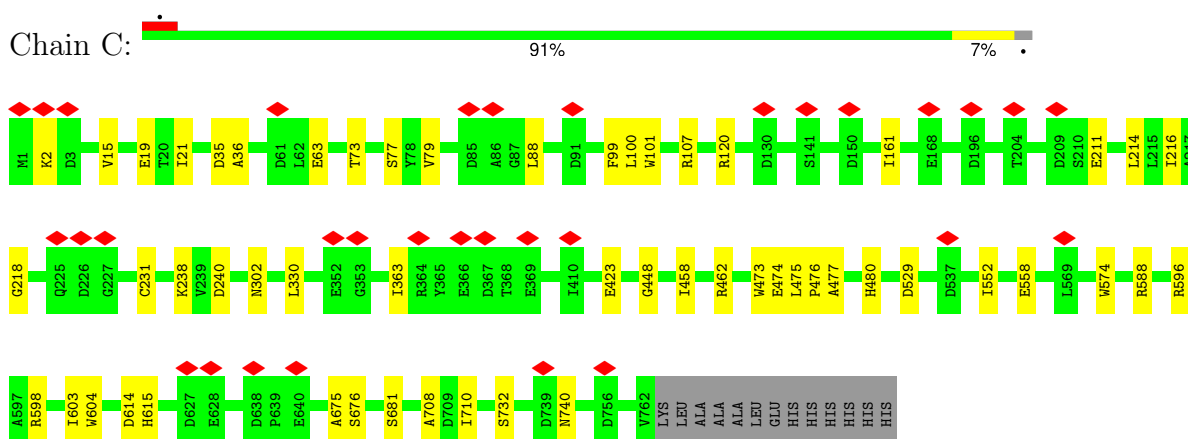 Chain C:
91% 7%
M1 K2 D3 V15 E19 T20 I21 D35 A36 D61 L62 E63 T73 S77 Y78 V79 D85 A86 G87 L88 D91 F99 L100 W101 R107 R120 D130 S141 D150 I161 E168 D196 T204 D209 S210 E211 L214 L215 I216 A217
G218 Q225 D226 G227 C231 K238 V239 D240 N302 L330 E352 G353 I363 R364 Y365 E366 D367 T368 E369 I410 E423 G448 I458 R462 W473 E474 L475 P476 A477 H480 D529 D537 I552 E558 L569 W574 R588 R596
A597 R598 I603 W604 D614 H615 D627 E628 D638 P639 E640 A675 S676 S681 A708 D709 I710 S732 D739 N740 D756 V762 LYS LEU ALA ALA ALA LEU GLU HIS HIS HIS HIS HIS HIS